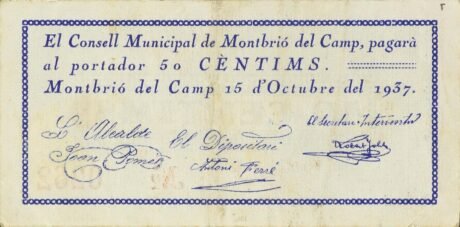 El Consell Municipal de Montbrió del Camp, pagarà
al portador 50 CÈNTIMS.
Montbrió del Camp 15 d'Octubre del 1937.
L'Alcalde El Dipositari El Secretari-Interventor
Joan Antoni Ferré